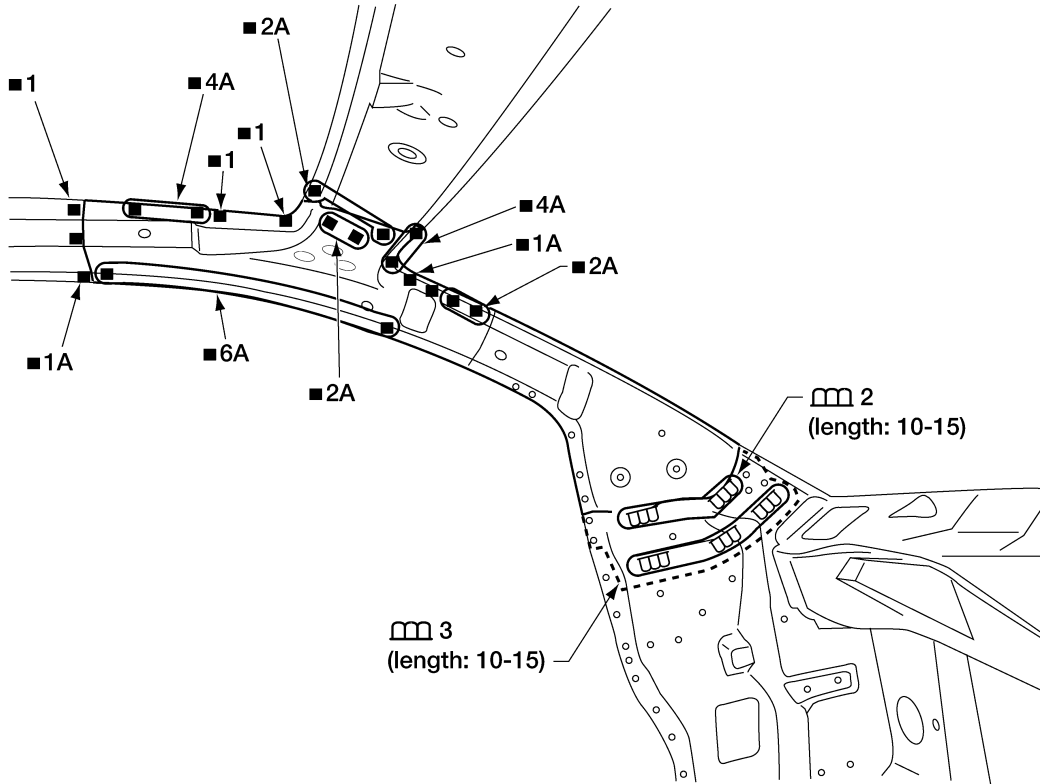 ■2A
■1
■4A
■1
■1
■4A
■1A
■2A
■1A
■6A
■2A
2
(length: 10-15)
3
(length: 10-15)